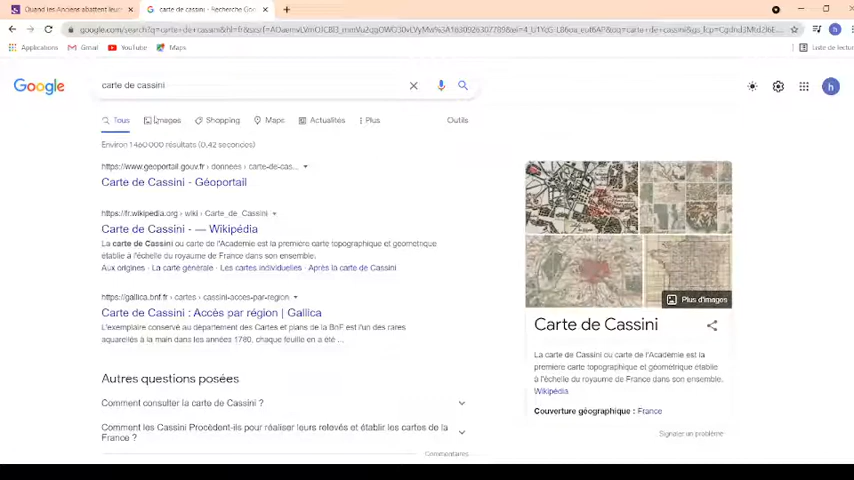 Quand les Anciens abattent leurs
carte de cassini - Recherche Goo
Applications Gmail YouTube Maps Liste de lectur
Google carte de cassini h
Tous Images Shopping Maps Actualités Plus Outils
Environ 1 460 000 résultats (0,42 secondes)
https://www.geoportail.gouv.fr › donnees › carte-de-cas...
Carte de Cassini - Géoportail
https://fr.wikipedia.org › wiki › Carte_de_Cassini
Carte de Cassini - — Wikipédia
La carte de Cassini ou carte de l'Académie est la première carte topographique et géométrique
établie à l'échelle du royaume de France dans son ensemble.
Aux origines · La carte générale · Les cartes individuelles · Après la carte de Cassini
https://gallica.bnf.fr › cartes › cassini-acces-par-region
Carte de Cassini : Accès par région | Gallica
L'exemplaire conservé au département des Cartes et plans de la BnF est l'un des rares
aquarellés à la main dans les années 1780, chaque feuille en a été ...
Autres questions posées
Comment consulter la carte de Cassini ?
Comment les Cassini Procèdent-ils pour réaliser leurs relevés et établir les cartes de la
France ?
Commentaires
Plus d'images
Carte de Cassini
La carte de Cassini ou carte de l'Académie est la
première carte topographique et géométrique établie
à l'échelle du royaume de France dans son ensemble.
Wikipédia
Couverture géographique : France
Signaler un problème